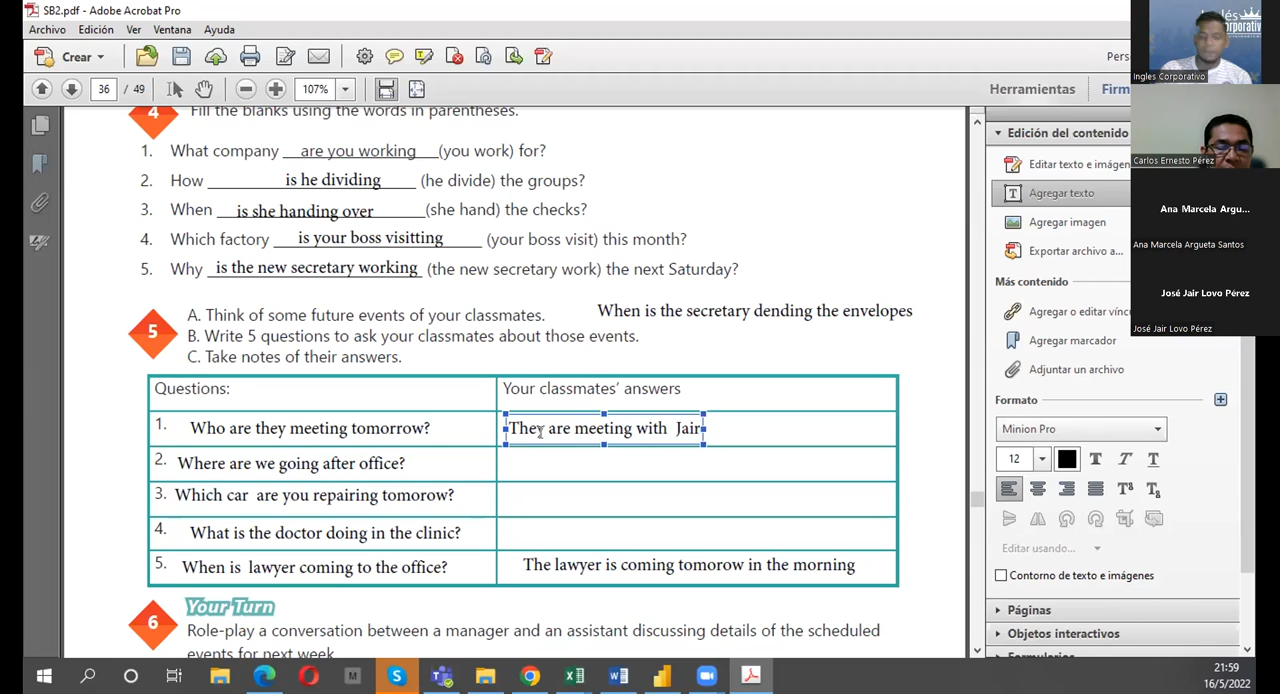 SB2.pdf - Adobe Acrobat Pro
Archivo Edición Ver Ventana Ayuda
Crear
Perso
36 / 49
107%
Herramientas
Firm
4
Fill the blanks using the words in parentheses.
1. What company are you working (you work) for?
2. How is he dividing (he divide) the groups?
3. When is she handing over (she hand) the checks?
4. Which factory is your boss visitting (your boss visit) this month?
5. Why is the new secretary working (the new secretary work) the next Saturday?
5
A. Think of some future events of your classmates.
When is the secretary dending the envelopes
B. Write 5 questions to ask your classmates about those events.
C. Take notes of their answers.
Questions: Your classmates' answers
1. Who are they meeting tomorrow? They are meeting with Jair
2. Where are we going after office?
3. Which car are you repairing tomorow?
4. What is the doctor doing in the clinic?
5. When is lawyer coming to the office? The lawyer is coming tomorow in the morning
6
Your Turn
Role-play a conversation between a manager and an assistant discussing details of the scheduled
events for next week
Edición del contenido
Editar texto e imágen
Agregar texto
Agregar imagen
Exportar archivo a...
Más contenido
Agregar o editar vínc
Agregar marcador
Adjuntar un archivo
Formato
Minion Pro
12
T T T
Editar usando...
Contorno de texto e imágenes
Páginas
Objetos interactivos
Inglés
Corporativo
Ingles Corporativo
Carlos Ernesto Pérez
Ana Marcela Argu...
Ana Marcela Argueta Santos
José Jair Lovo Pérez
José Jair Lovo Pérez
21:59
16/5/2022